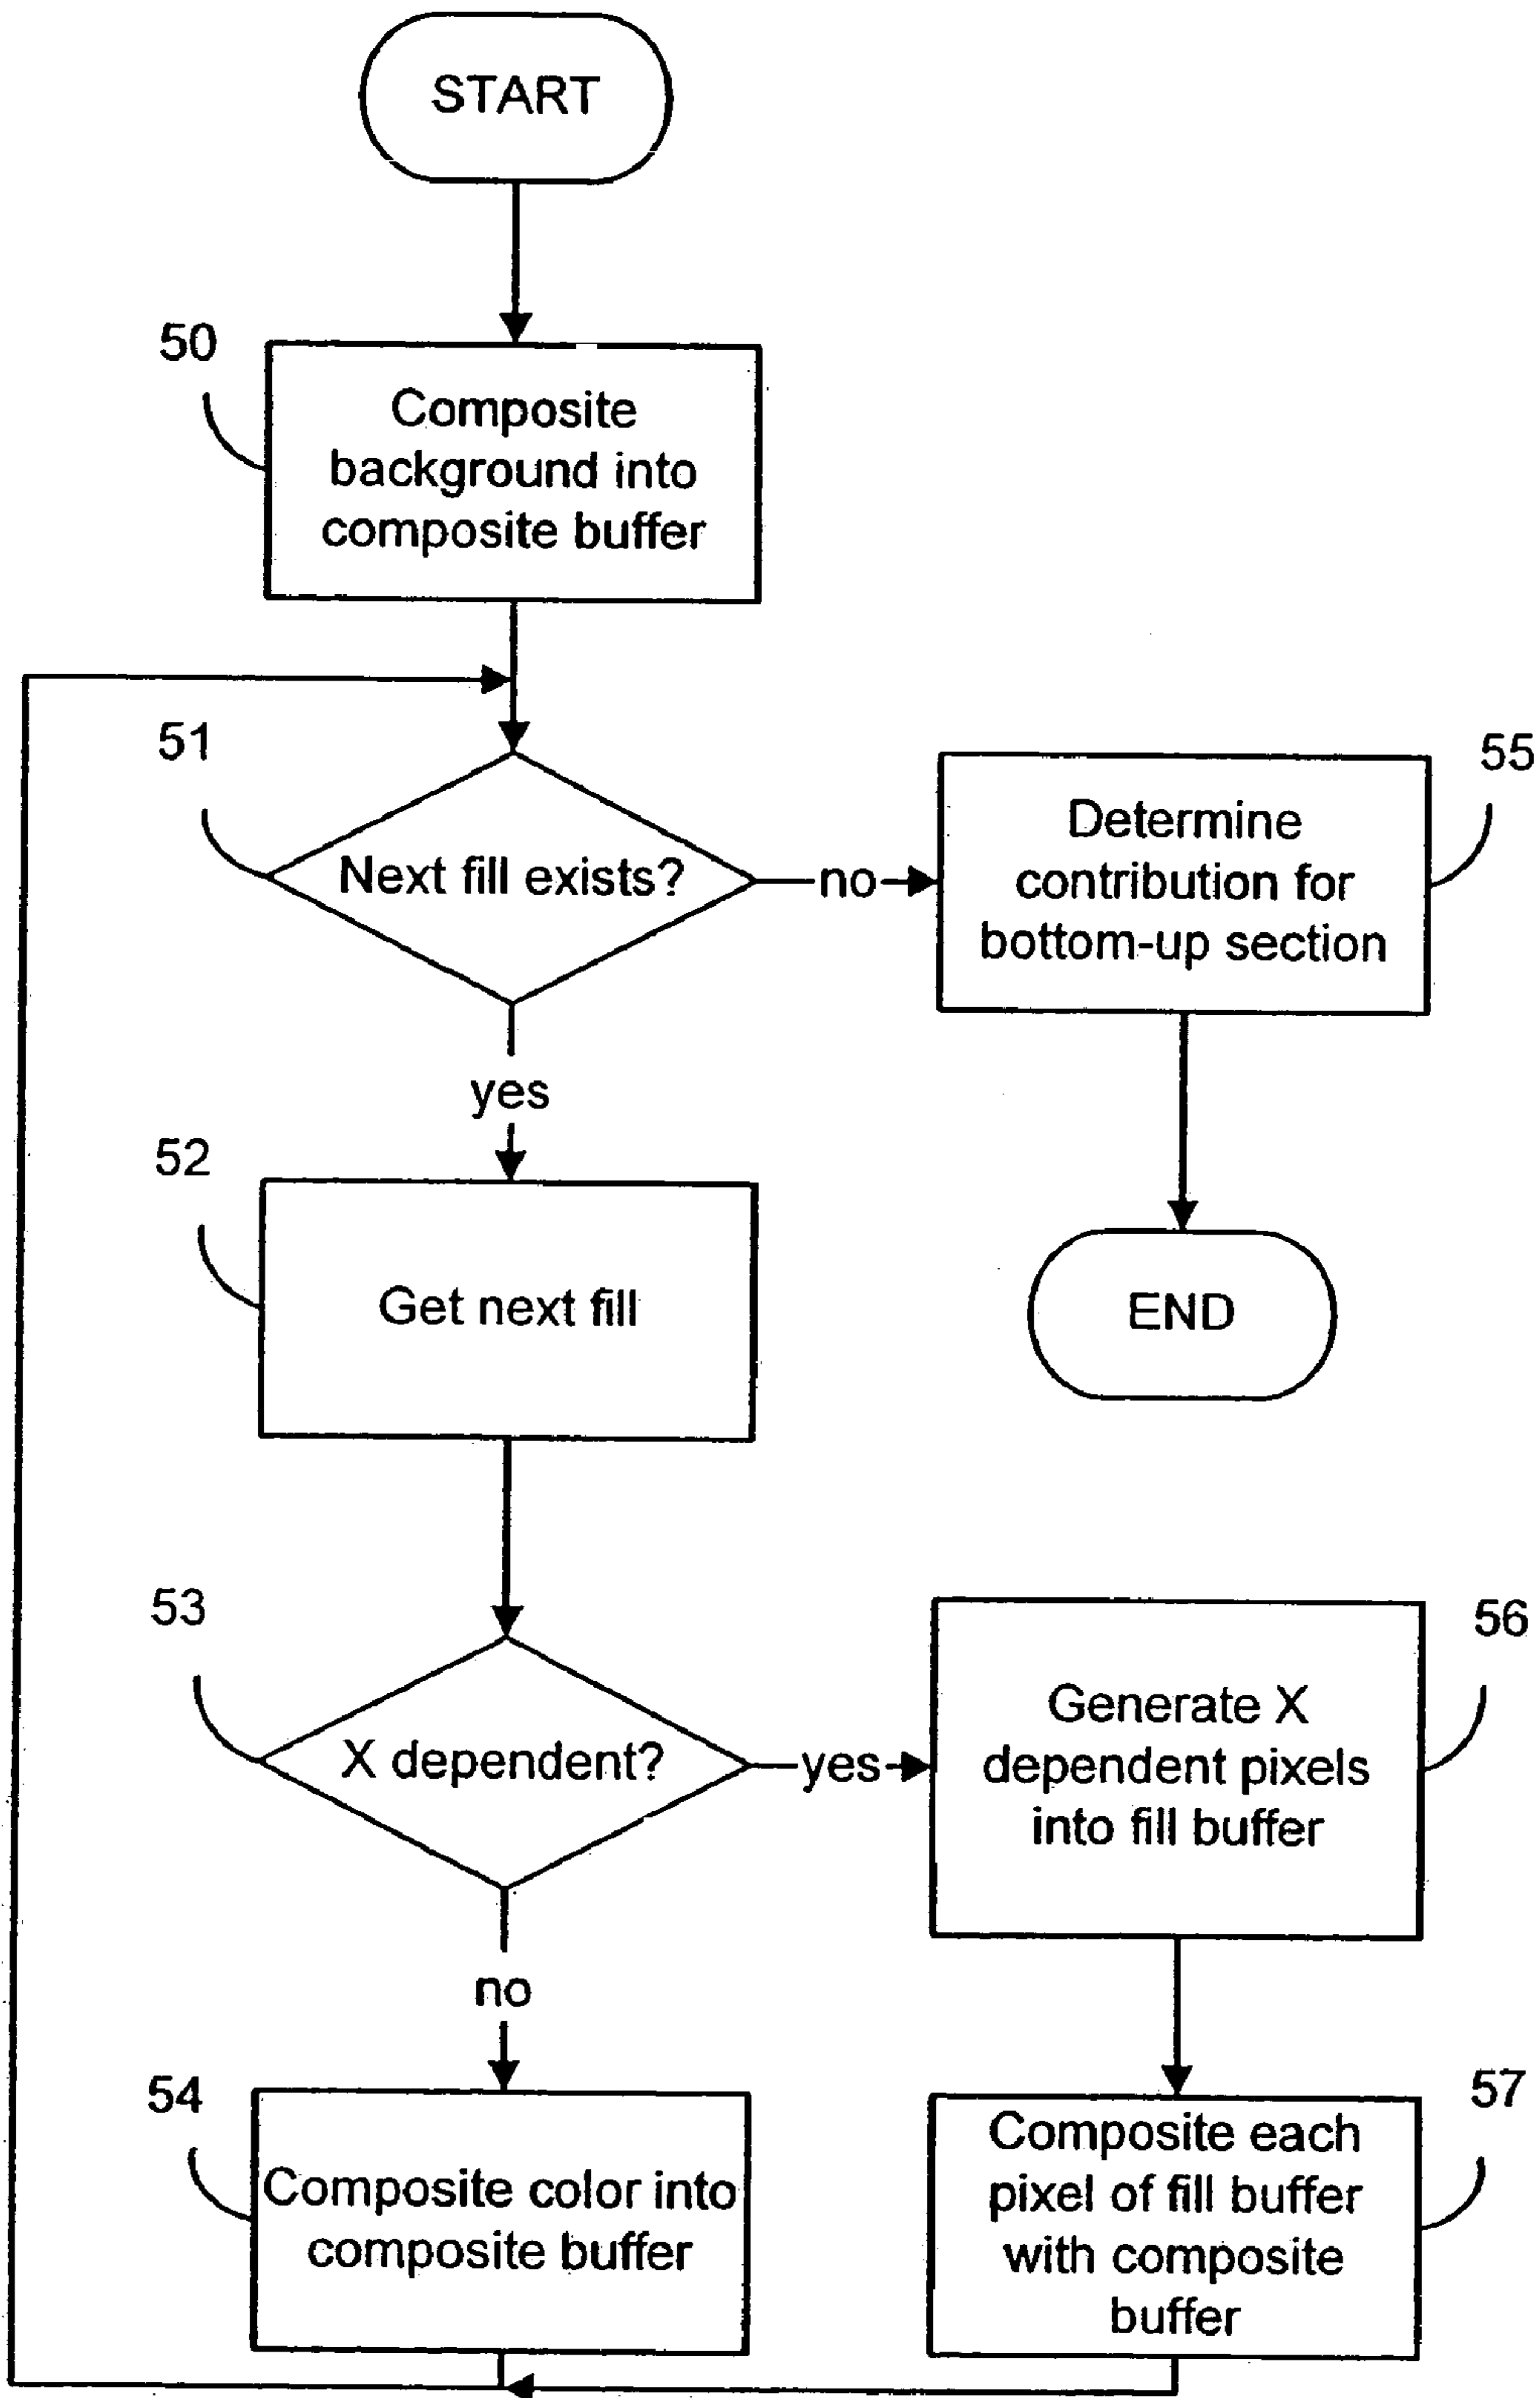 START
50
Composite
background into
composite buffer
51
Next fill exists?
no
55
Determine
contribution for
bottom-up section
yes
52
Get next fill
END
53
X dependent?
yes
56
Generate X
dependent pixels
into fill buffer
no
54
Composite color into
composite buffer
57
Composite each
pixel of fill buffer
with composite
buffer